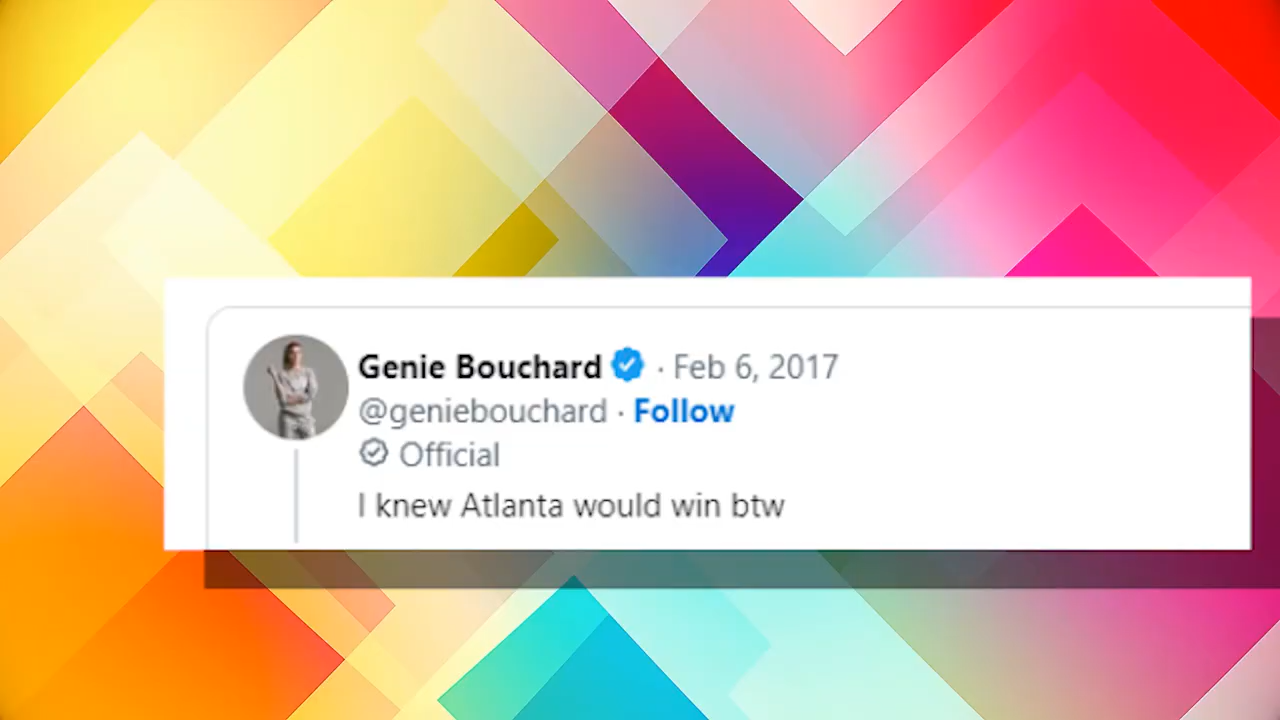 Genie Bouchard · Feb 6, 2017
@geniebouchard · Follow
Official
I knew Atlanta would win btw